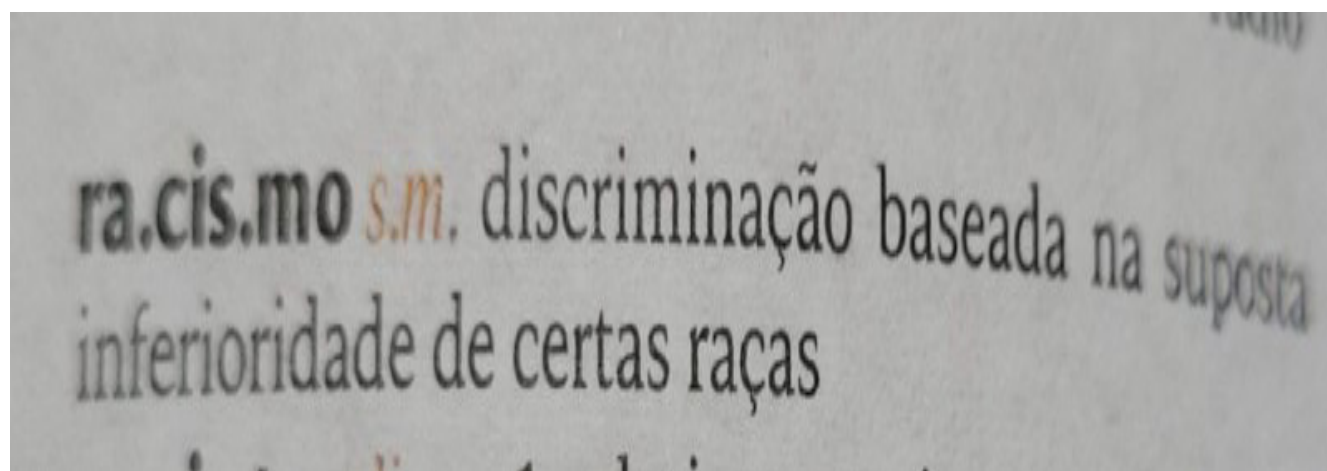 ra.cis.mo s.m. discriminação baseada na suposta
inferioridade de certas raças